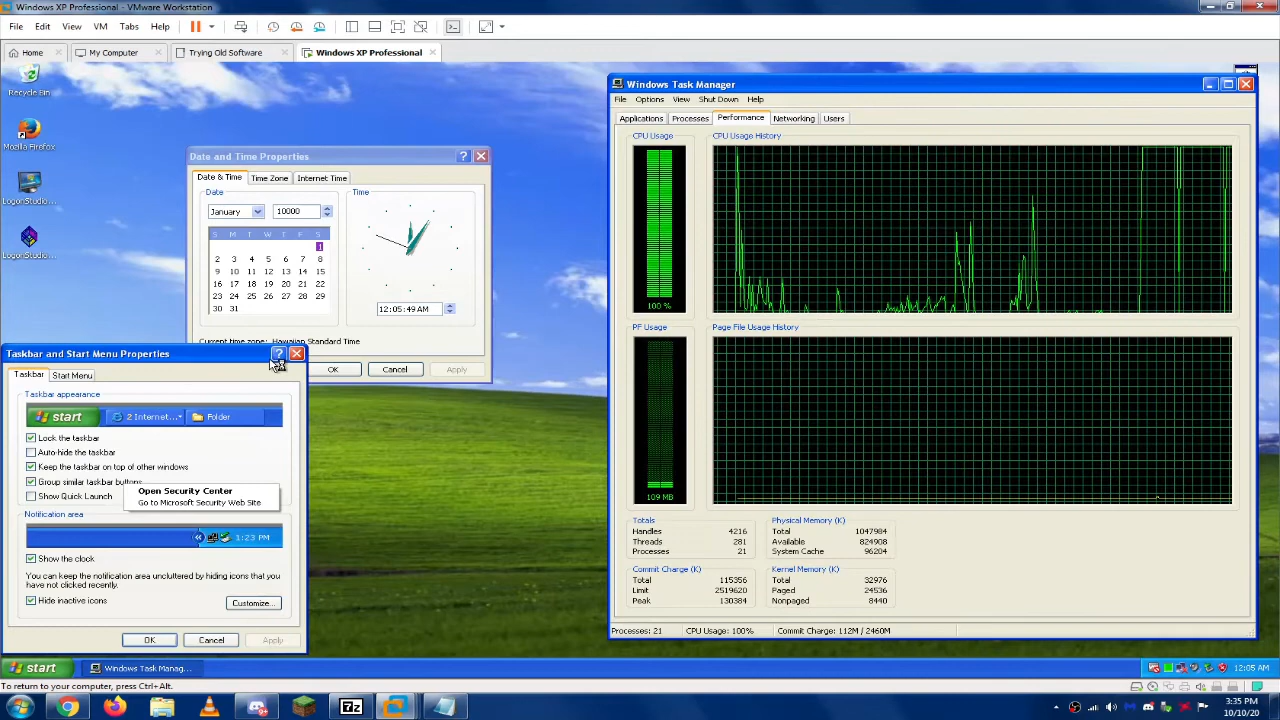 Windows XP Professional - VMware Workstation
File Edit View VM Tabs Help
Home My Computer Trying Old Software Windows XP Professional
Recycle Bin
Mozilla Firefox
LogonStudio...
LogonStudio...
Date and Time Properties
Date & Time Time Zone Internet Time
Date
January 10000
S M T W T F S
1
2 3 4 5 6 7 8
9 10 11 12 13 14 15
16 17 18 19 20 21 22
23 24 25 26 27 28 29
30 31
Time
12:05:49 AM
Current time zone: Hawaiian Standard Time
OK Cancel Apply
Taskbar and Start Menu Properties
Taskbar Start Menu
Taskbar appearance
start 2 Internet... Folder
Lock the taskbar
Auto-hide the taskbar
Keep the taskbar on top of other windows
Group similar taskbar buttons
Show Quick Launch
Open Security Center
Go to Microsoft Security Web Site
Notification area
1:23 PM
Show the clock
You can keep the notification area uncluttered by hiding icons that you
have not clicked recently.
Hide inactive icons
Customize...
OK Cancel Apply
Windows Task Manager
File Options View Shut Down Help
Applications Processes Performance Networking Users
CPU Usage
100 %
CPU Usage History
PF Usage
109 MB
Page File Usage History
Totals
Handles 4216
Threads 281
Processes 21
Physical Memory (K)
Total 1047984
Available 824908
System Cache 96204
Commit Charge (K)
Total 115356
Limit 2519620
Peak 130384
Kernel Memory (K)
Total 32976
Paged 24536
Nonpaged 8440
Processes: 21 CPU Usage: 100% Commit Charge: 112M / 2460M
start Windows Task Manag... 12:05 AM
To return to your computer, press Ctrl+Alt.
7z
3:35 PM
10/10/20